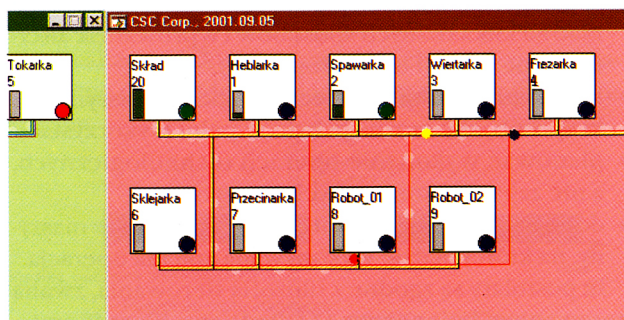 CSC Corp., 2001.09.05
Tokarka
5
Skład
20
Heblarka
1
Spawarka
2
Wiertarka
3
Frezarka
4
Sklejarka
6
Przecinarka
7
Robot_01
8
Robot_02
9